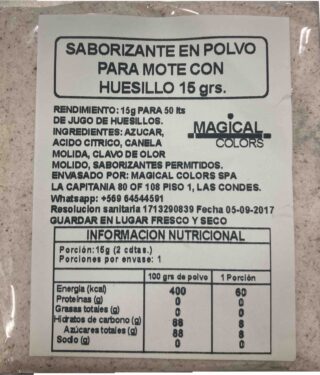 SABORIZANTE EN POLVO
PARA MOTE CON
HUESILLO 15 grs.
RENDIMIENTO: 15g PARA 50 lts
DE JUGO DE HUESILLOS.
INGREDIENTES: AZUCAR,
ACIDO CITRICO, CANELA
MOLIDA, CLAVO DE OLOR
MOLIDO, SABORIZANTES PERMITIDOS.
MAGICAL
COLORS
ENVASADO POR: MAGICAL COLORS SPA
LA CAPITANIA 80 OF 108 PISO 1, LAS CONDES.
Whatsapp: +569 64544591
Resolucion sanitaria 1713290839 Fecha 05-09-2017
GUARDAR EN LUGAR FRESCO Y SECO
INFORMACION NUTRICIONAL
Porción:15g (2 cdtas.)
Porciones por envase: 1
100 grs de polvo 1 Porción
Energía (kcal) 400 60
Proteínas (g) 0 0
Grasas totales (g) 0 0
Hidratos de carbono (g) 88 8
Azúcares totales (g) 88 8
Sodio (g) 0 0